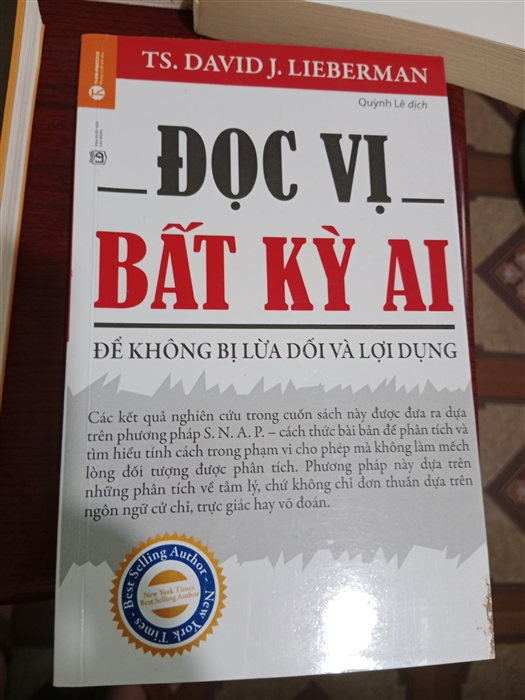 TS. DAVID J. LIEBERMAN
Quỳnh Lê dịch
ĐỌC VỊ
BẤT KỲ AI
ĐỂ KHÔNG BỊ LỪA DỐI VÀ LỢI DỤNG
Các kết quả nghiên cứu trong cuốn sách này được đưa ra dựa
trên phương pháp S. N. A. P. – cách thức bài bản để phân tích và
tìm hiểu tính cách trong phạm vi cho phép mà không làm mếch
lòng đối tượng được phân tích. Phương pháp này dựa trên
những phân tích về tâm lý, chứ không chỉ đơn thuần dựa trên
ngôn ngữ cử chỉ, trực giác hay võ đoán.
Best Selling Author - New York Times -
New York Times
Best Selling Author